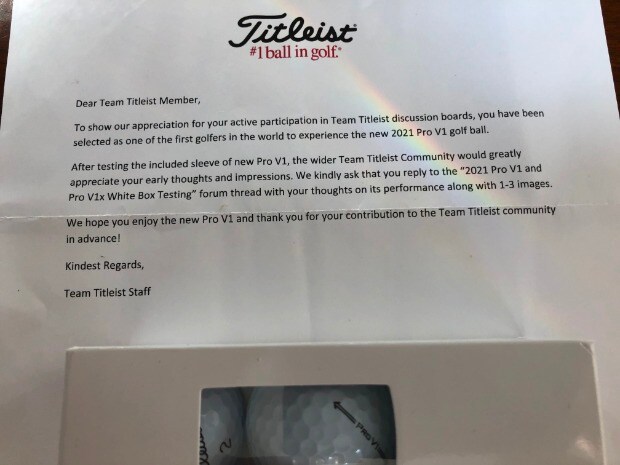 Titleist®
#1 ball in golf.®
Dear Team Titleist Member,
To show our appreciation for your active participation in Team Titleist discussion boards, you have been
selected as one of the first golfers in the world to experience the new 2021 Pro V1 golf ball.
After testing the included sleeve of new Pro V1, the wider Team Titleist Community would greatly
appreciate your early thoughts and impressions. We kindly ask that you reply to the “2021 Pro V1 and
Pro V1x White Box Testing” forum thread with your thoughts on its performance along with 1-3 images.
We hope you enjoy the new Pro V1 and thank you for your contribution to the Team Titleist community
in advance!
Kindest Regards,
Team Titleist Staff
2
Pro V1